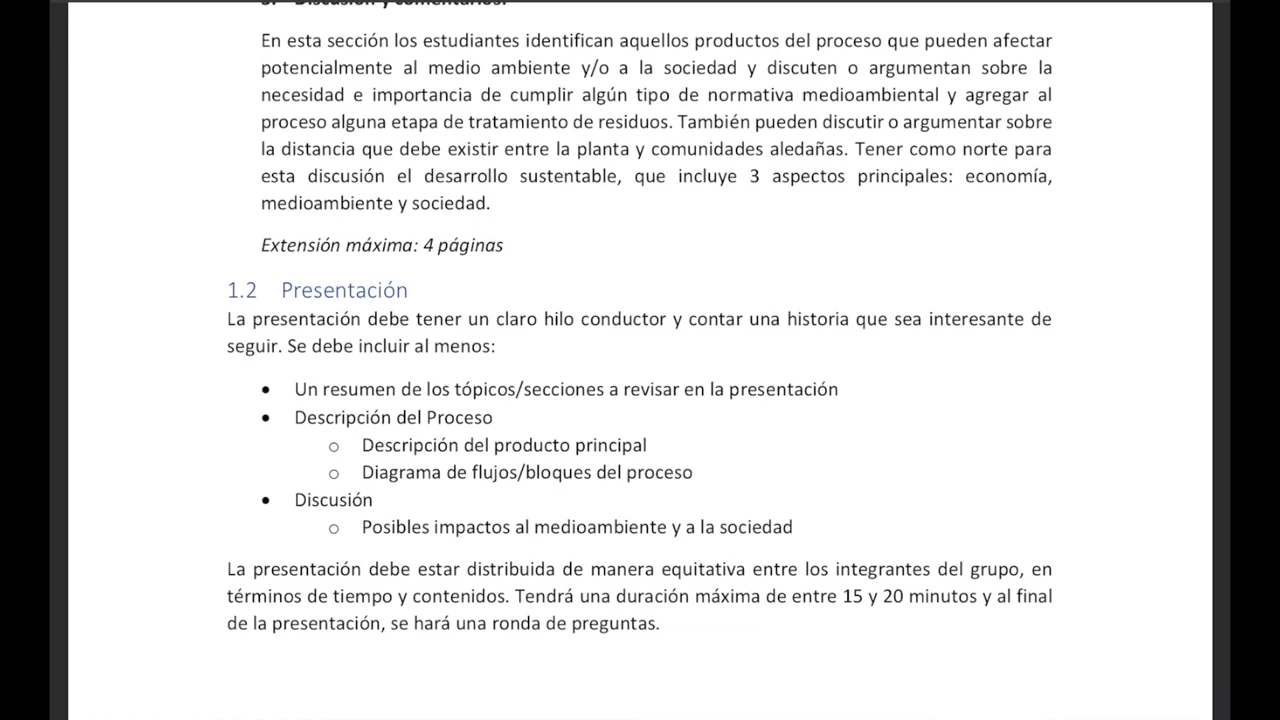 3. Discusión y comentarios.
En esta sección los estudiantes identifican aquellos productos del proceso que pueden afectar
potencialmente al medio ambiente y/o a la sociedad y discuten o argumentan sobre la
necesidad e importancia de cumplir algún tipo de normativa medioambiental y agregar al
proceso alguna etapa de tratamiento de residuos. También pueden discutir o argumentar sobre
la distancia que debe existir entre la planta y comunidades aledañas. Tener como norte para
esta discusión el desarrollo sustentable, que incluye 3 aspectos principales: economía,
medioambiente y sociedad.
Extensión máxima: 4 páginas
1.2 Presentación
La presentación debe tener un claro hilo conductor y contar una historia que sea interesante de
seguir. Se debe incluir al menos:
• Un resumen de los tópicos/secciones a revisar en la presentación
• Descripción del Proceso
o Descripción del producto principal
o Diagrama de flujos/bloques del proceso
• Discusión
o Posibles impactos al medioambiente y a la sociedad
La presentación debe estar distribuida de manera equitativa entre los integrantes del grupo, en
términos de tiempo y contenidos. Tendrá una duración máxima de entre 15 y 20 minutos y al final
de la presentación, se hará una ronda de preguntas.